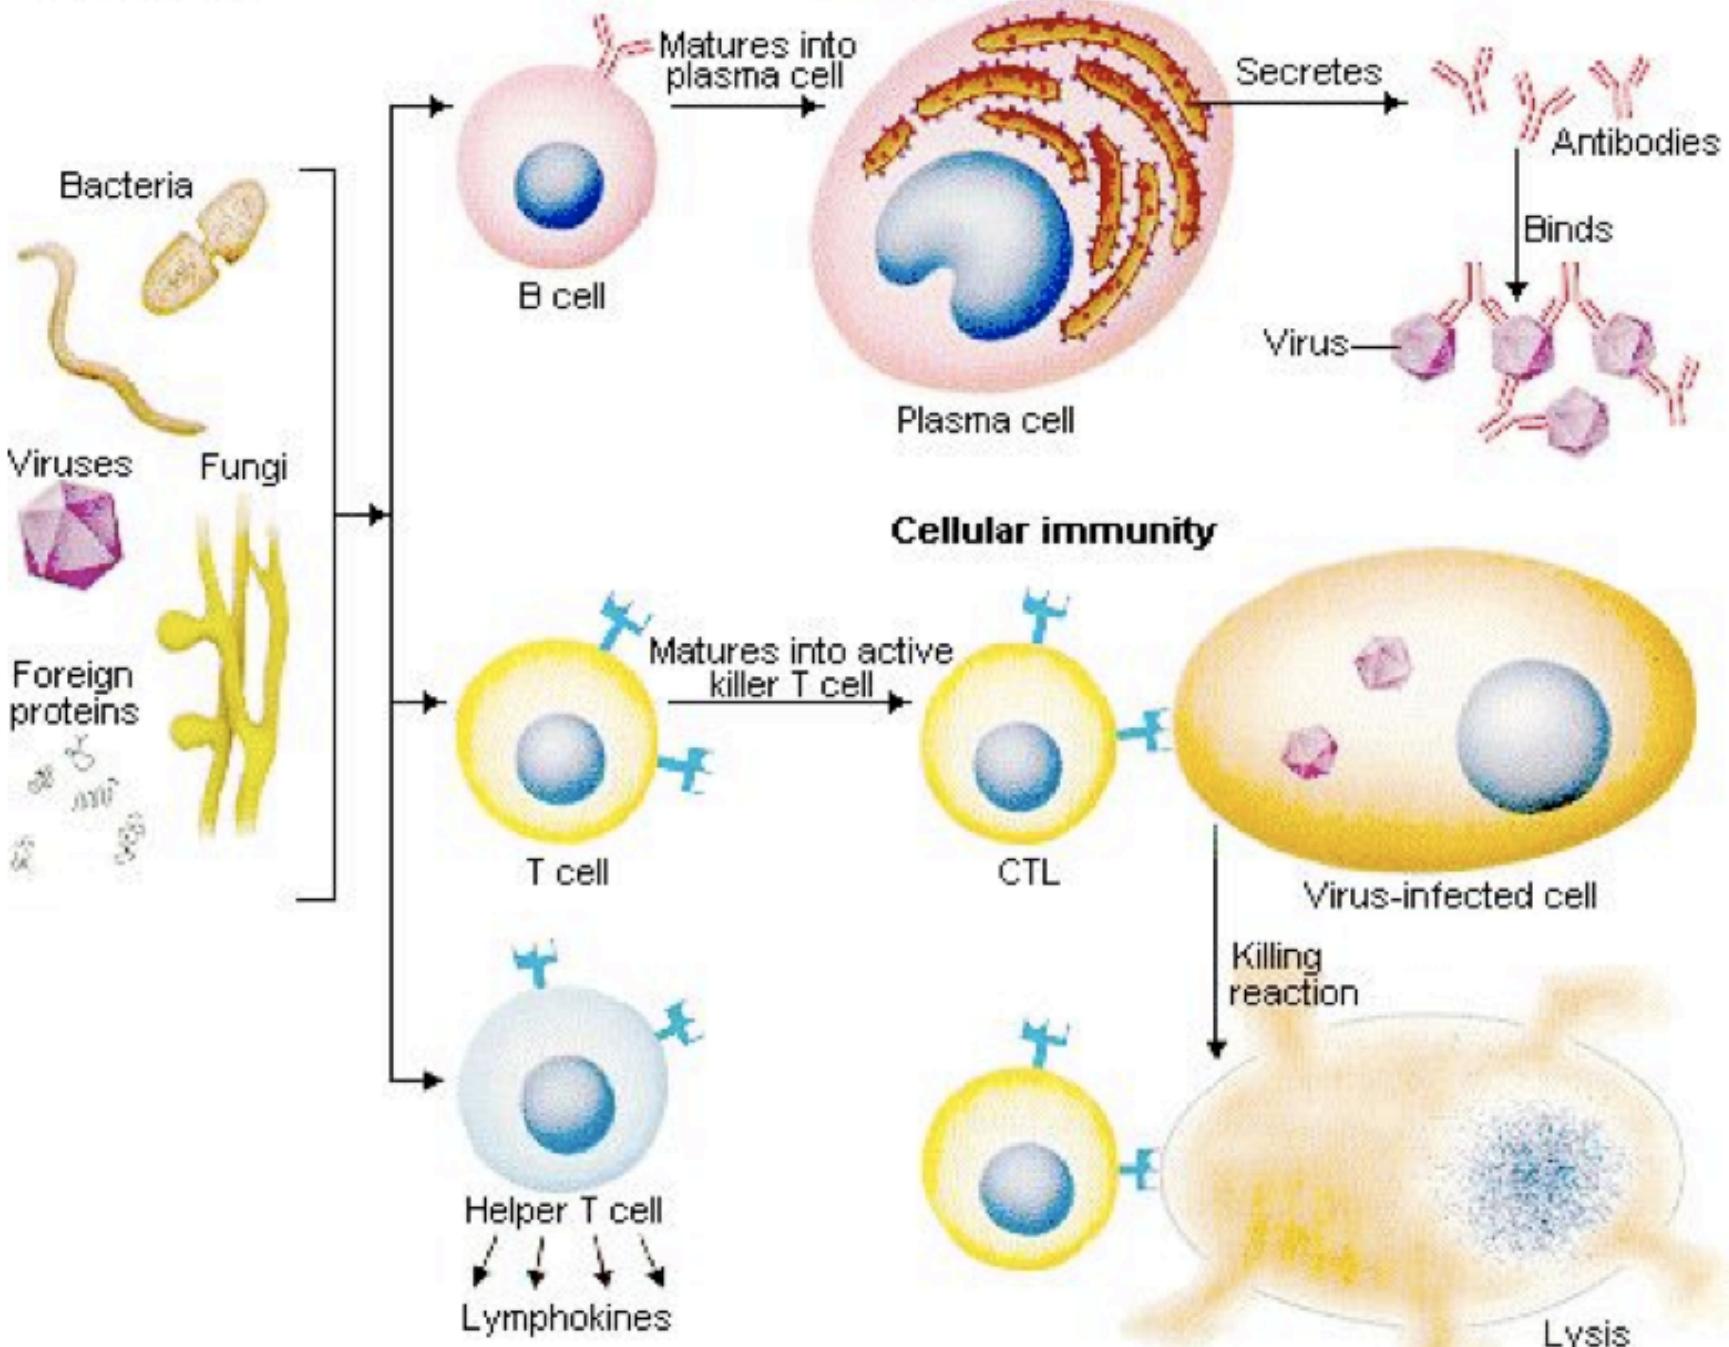 Matures into
plasma cell
Secretes
Antibodies
Bacteria
Binds
B cell
Virus
Plasma cell
Viruses
Fungi
Cellular immunity
Matures into active
killer T cell
Foreign
proteins
T cell
CTL
Virus-infected cell
Killing
reaction
Helper T cell
Lymphokines
Lysis